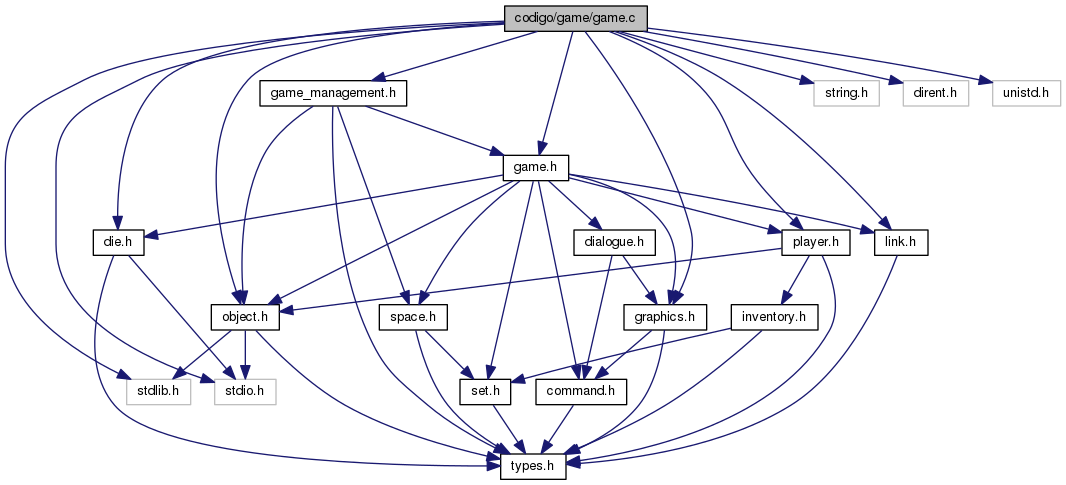 codigo/game/game.c
game_management.h
string.h
dirent.h
unistd.h
game.h
die.h
dialogue.h
player.h
link.h
object.h
space.h
graphics.h
inventory.h
stdlib.h
stdio.h
set.h
command.h
types.h